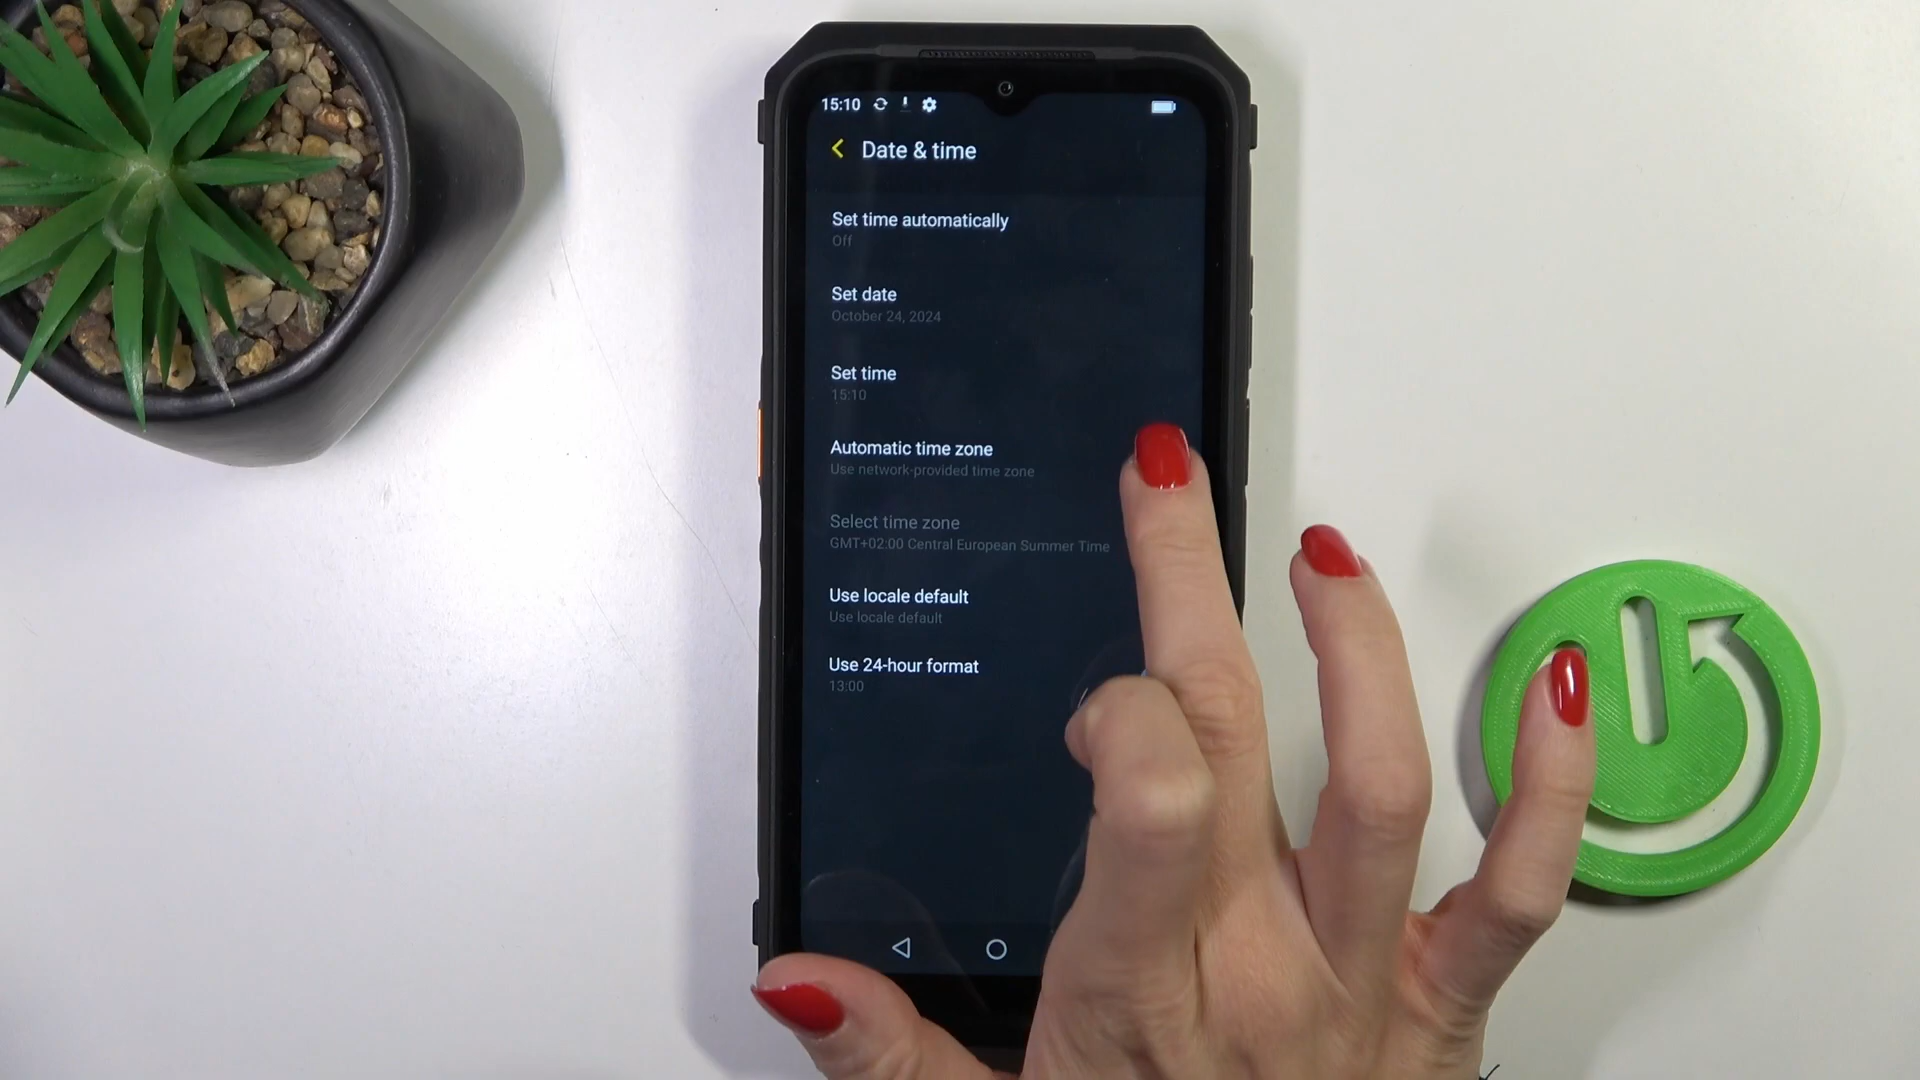 15:10
Date & time
Set time automatically
Off
Set date
October 24, 2024
Set time
15:10
Automatic time zone
Use network-provided time zone
Select time zone
GMT+02:00 Central European Summer Time
Use locale default
Use locale default
Use 24-hour format
13:00